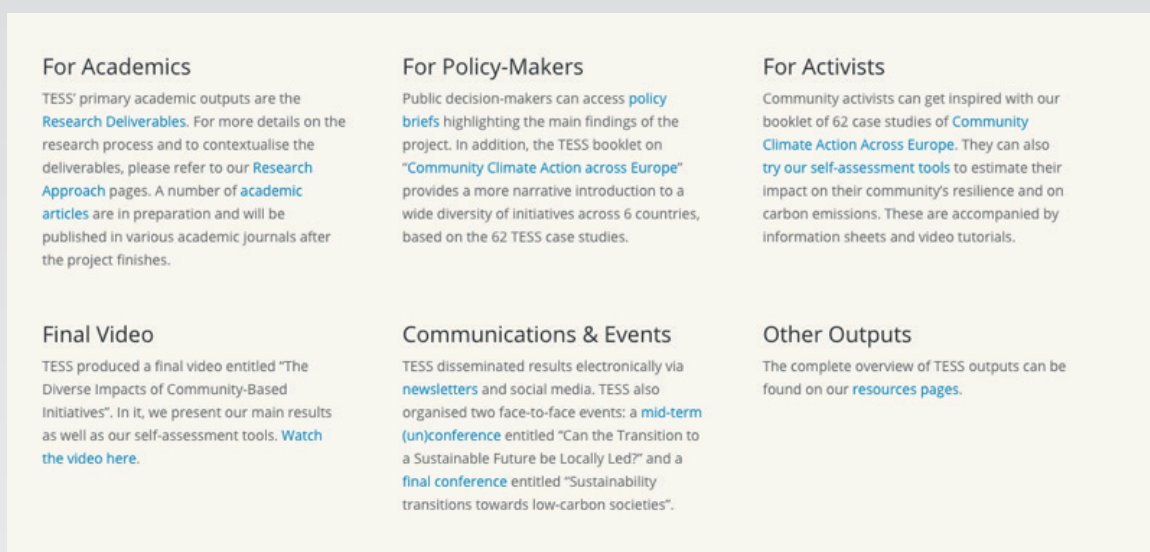 For Academics
TESS’ primary academic outputs are the
Research Deliverables. For more details on the
research process and to contextualise the
deliverables, please refer to our Research
Approach pages. A number of academic
articles are in preparation and will be
published in various academic journals after
the project finishes.
For Policy-Makers
Public decision-makers can access policy
briefs highlighting the main findings of the
project. In addition, the TESS booklet on
“Community Climate Action across Europe”
provides a more narrative introduction to a
wide diversity of initiatives across 6 countries,
based on the 62 TESS case studies.
For Activists
Community activists can get inspired with our
booklet of 62 case studies of Community
Climate Action Across Europe. They can also
try our self-assessment tools to estimate their
impact on their community’s resilience and on
carbon emissions. These are accompanied by
information sheets and video tutorials.
Final Video
TESS produced a final video entitled “The
Diverse Impacts of Community-Based
Initiatives”. In it, we present our main results
as well as our self-assessment tools. Watch
the video here.
Communications & Events
TESS disseminated results electronically via
newsletters and social media. TESS also
organised two face-to-face events: a mid-term
(un)conference entitled “Can the Transition to
a Sustainable Future be Locally Led?” and a
final conference entitled “Sustainability
transitions towards low-carbon societies”.
Other Outputs
The complete overview of TESS outputs can be
found on our resources pages.